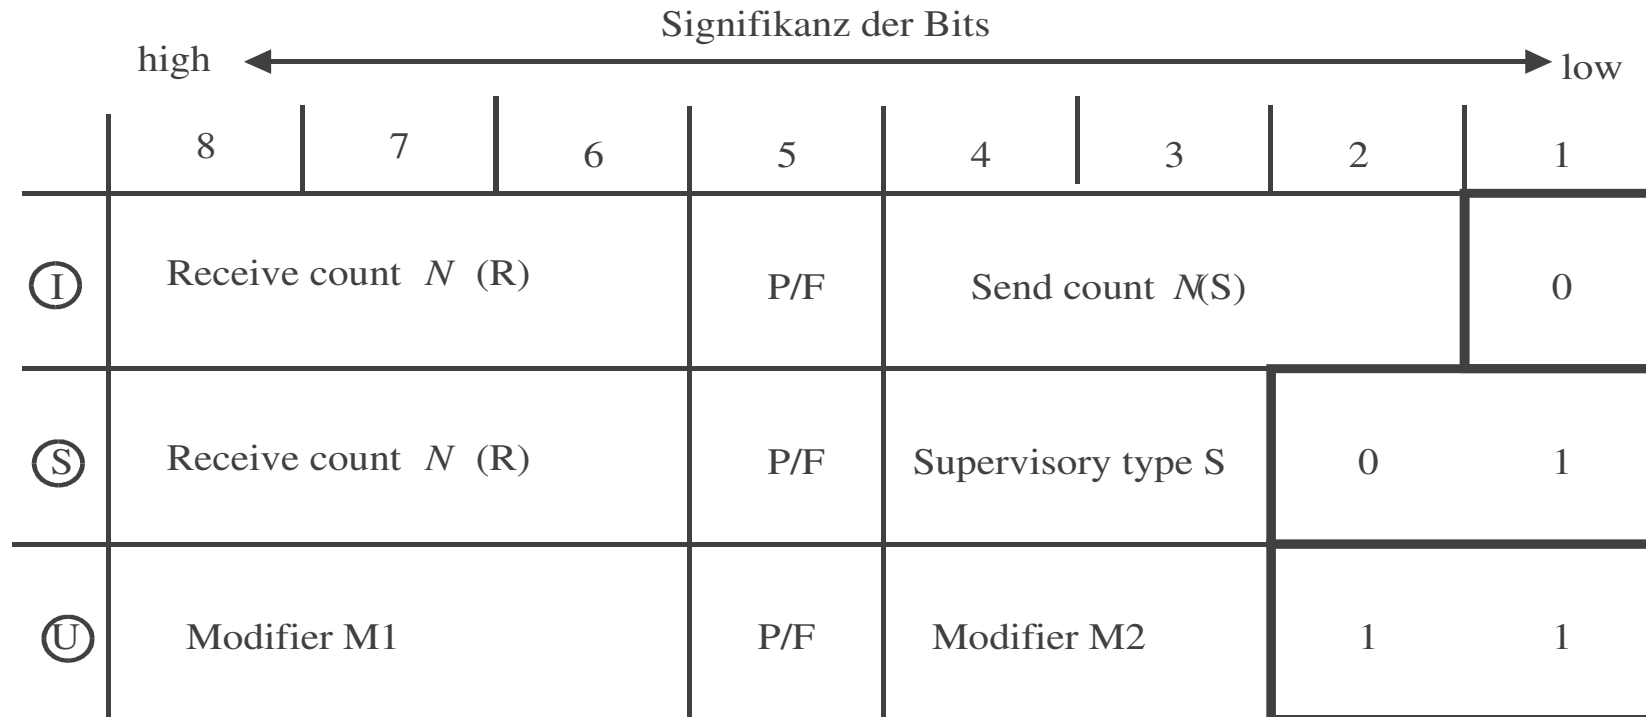 Signifikanz der Bits
high low
8 7 6 5 4 3 2 1
I Receive count N (R) P/F Send count N(S) 0
S Receive count N (R) P/F Supervisory type S 0 1
U Modifier M1 P/F Modifier M2 1 1